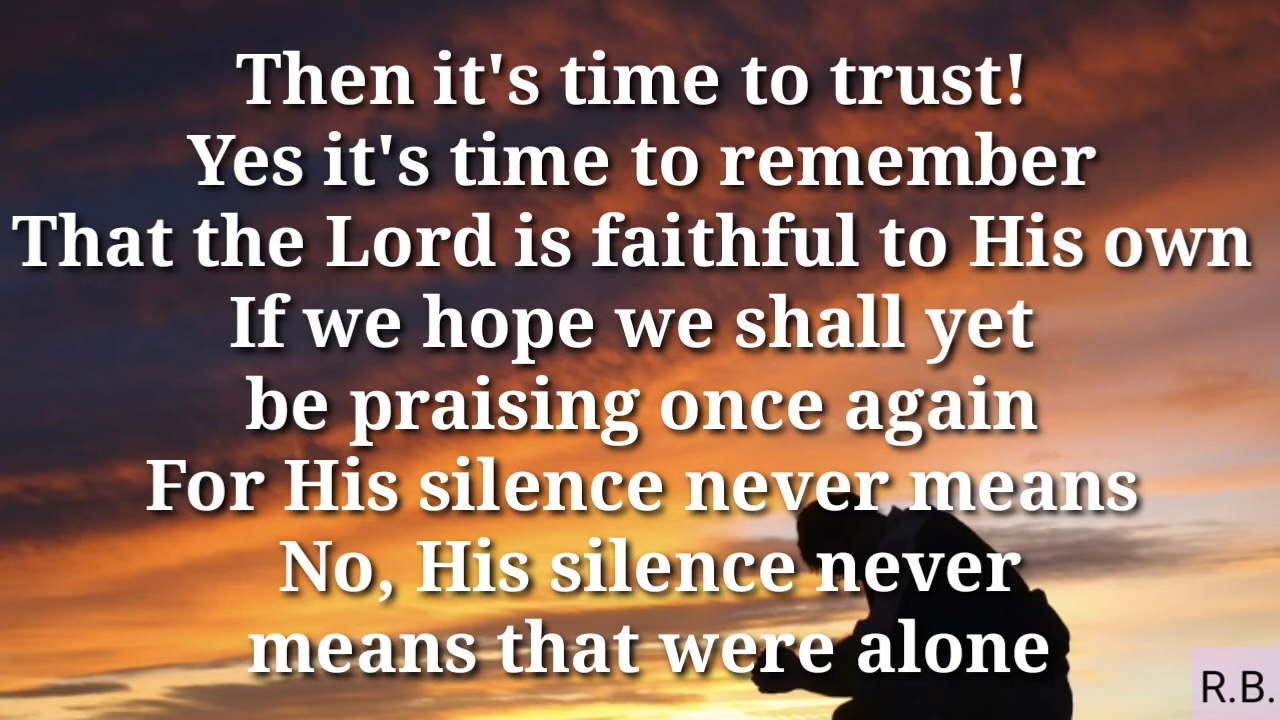 Then it's time to trust!
Yes it's time to remember
That the Lord is faithful to His own
If we hope we shall yet
be praising once again
For His silence never means
No, His silence never
means that were alone
R.B.